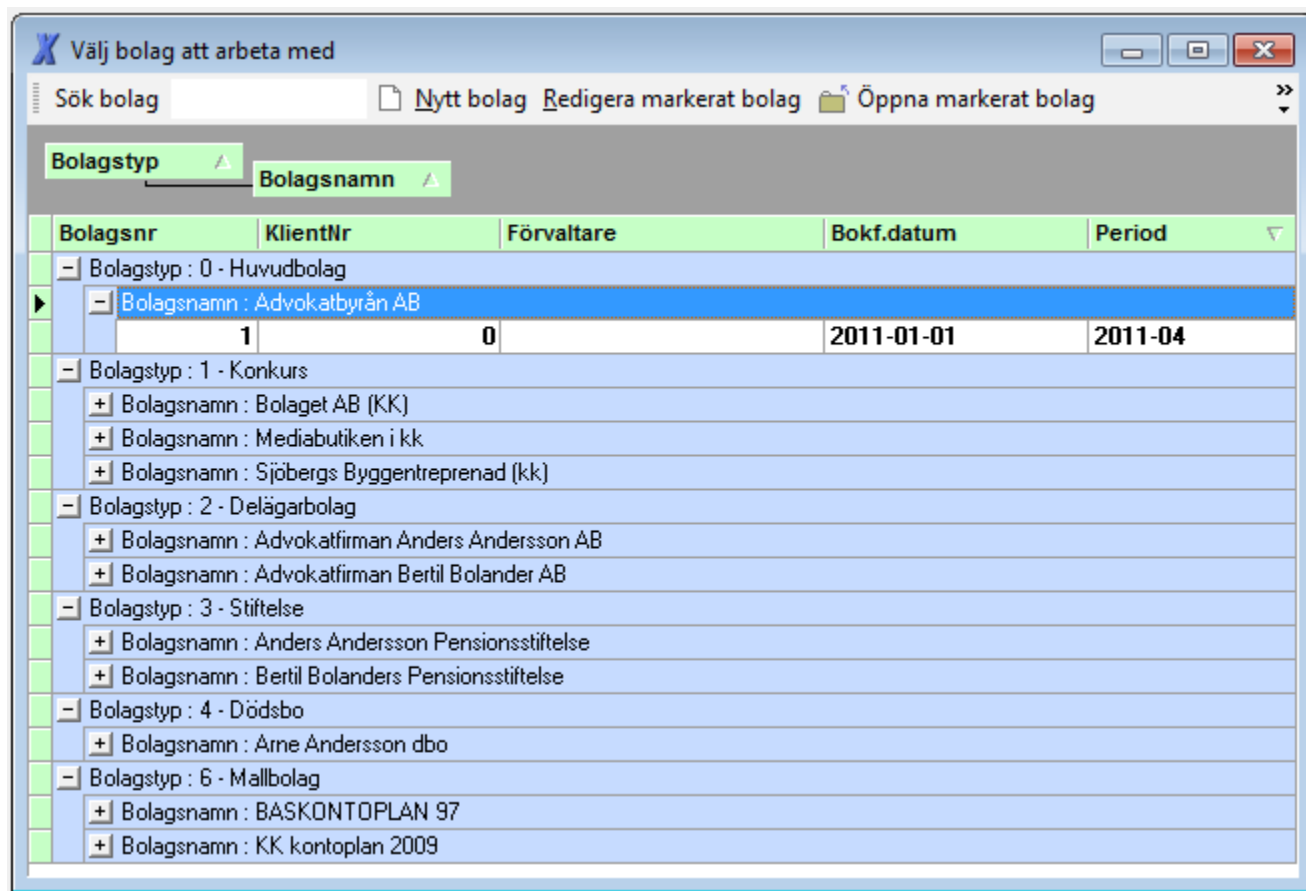 Välj bolag att arbeta med
Sök bolag Nytt bolag Redigera markerat bolag Öppna markerat bolag
Bolagstyp
Bolagsnamn
Bolagsnr KlientNr Förvaltare Bokf.datum Period
Bolagstyp : 0 - Huvudbolag
Bolagsnamn : Advokatbyrån AB
1 0 2011-01-01 2011-04
Bolagstyp : 1 - Konkurs
Bolagsnamn : Bolaget AB (KK)
Bolagsnamn : Mediabutiken i kk
Bolagsnamn : Sjöbergs Byggentreprenad (kk)
Bolagstyp : 2 - Delägarbolag
Bolagsnamn : Advokatfirman Anders Andersson AB
Bolagsnamn : Advokatfirman Bertil Bolander AB
Bolagstyp : 3 - Stiftelse
Bolagsnamn : Anders Andersson Pensionsstiftelse
Bolagsnamn : Bertil Bolanders Pensionsstiftelse
Bolagstyp : 4 - Dödsbo
Bolagsnamn : Arne Andersson dbo
Bolagstyp : 6 - Mallbolag
Bolagsnamn : BASKONTOPLAN 97
Bolagsnamn : KK kontoplan 2009